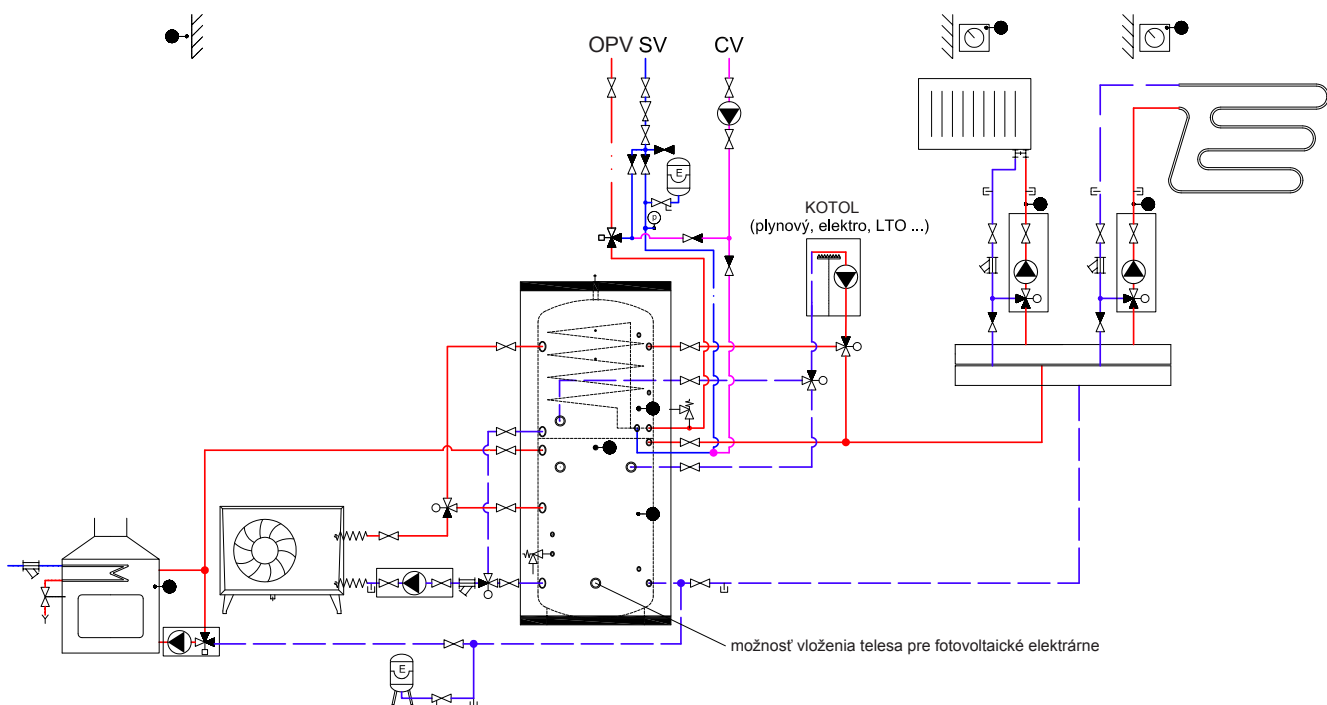 OPV SV CV
E
p
KOTOL
(plynový, elektro, LTO ...)
možnosť vloženia telesa pre fotovoltaické elektrárne
E